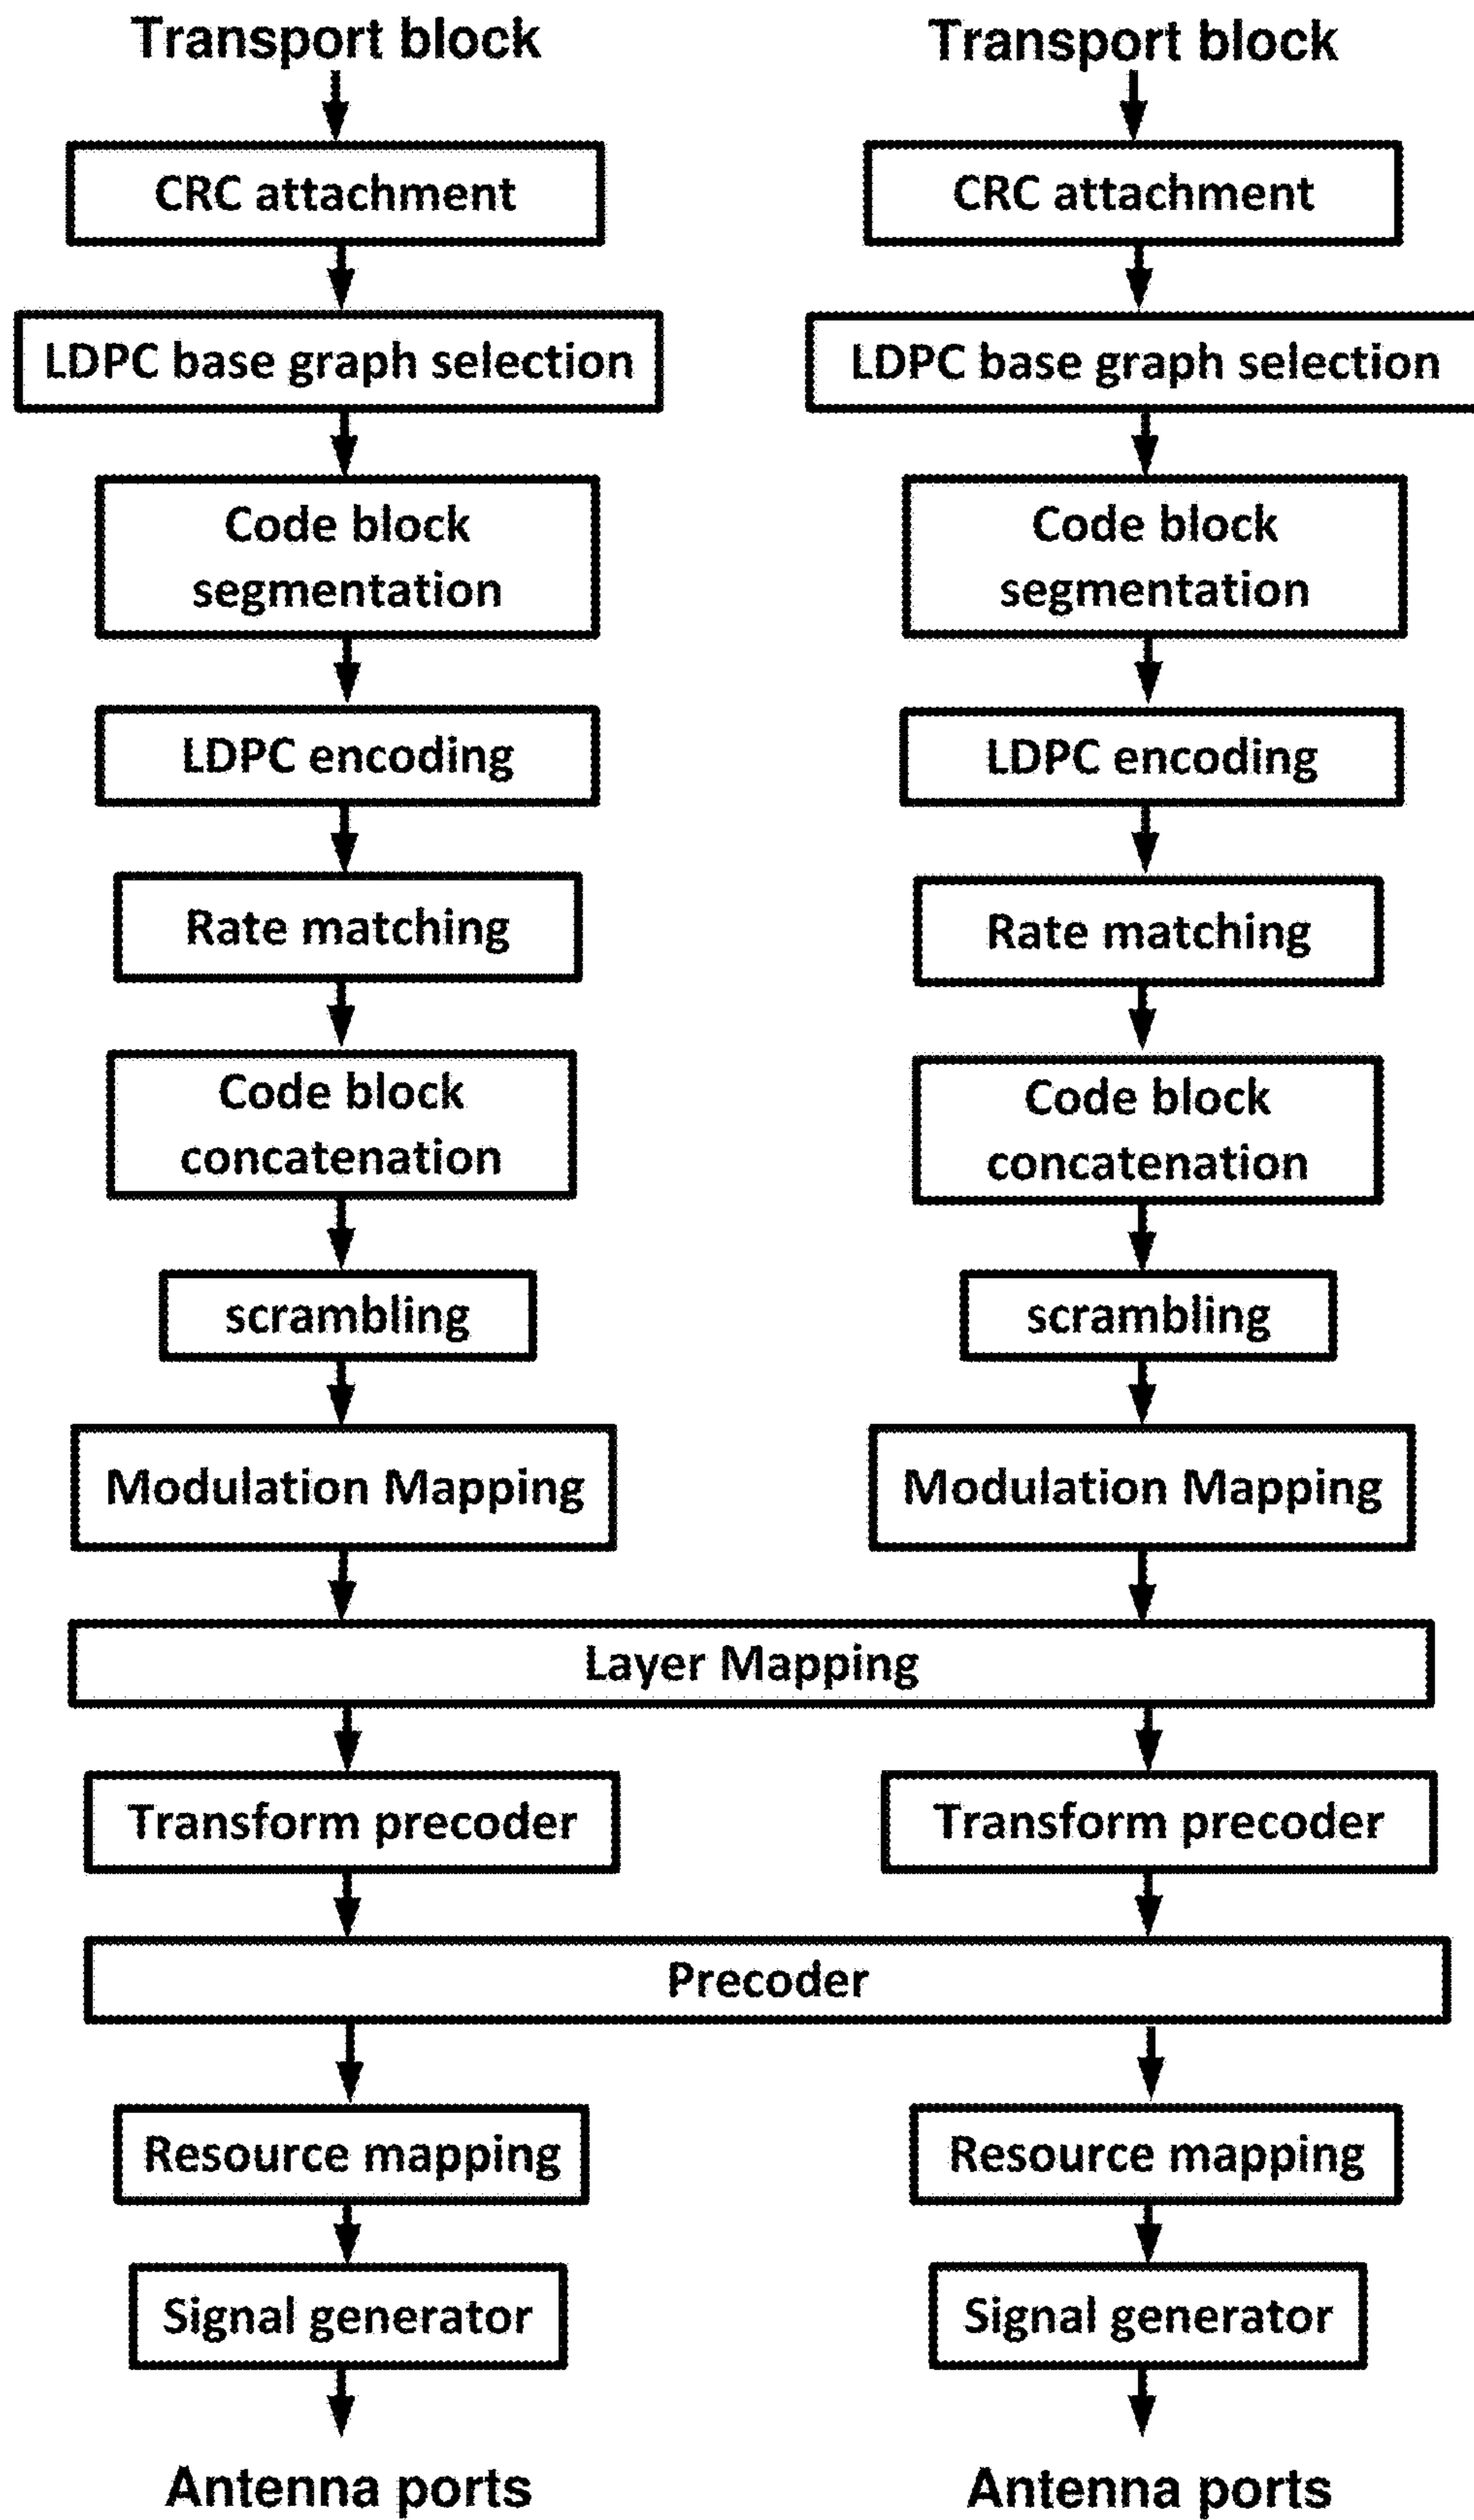 Transport block
Transport block
CRC attachment
CRC attachment
LDPC base graph selection
LDPC base graph selection
Code block
segmentation
Code block
segmentation
LDPC encoding
LDPC encoding
Rate matching
Rate matching
Code block
concatenation
Code block
concatenation
scrambling
scrambling
Modulation Mapping
Modulation Mapping
Layer Mapping
Transform precoder
Transform precoder
Precoder
Resource mapping
Resource mapping
Signal generator
Signal generator
Antenna ports
Antenna ports